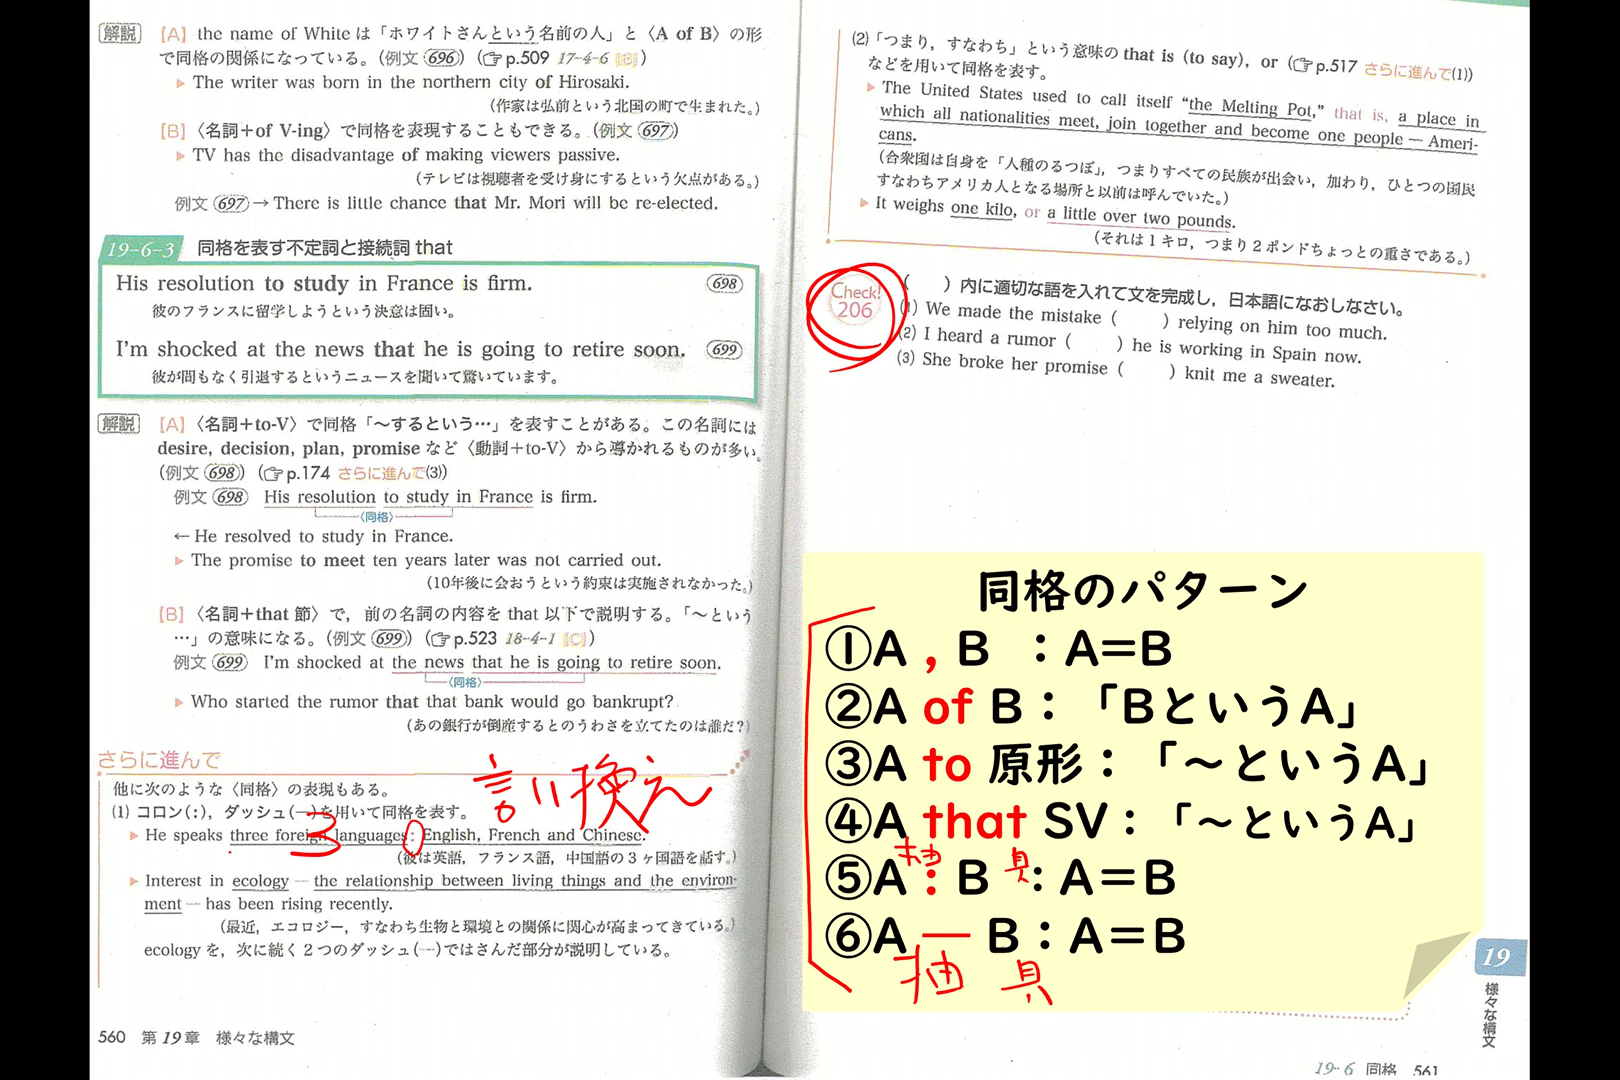 解説 [A] the name of White は「ホワイトさんという名前の人」と〈A of B〉の形
で同格の関係になっている。(例文 696) (☞p.509 17-4-6 [B])
▶ The writer was born in the northern city of Hirosaki.
(作家は弘前という北国の町で生まれた。)
[B] 〈名詞＋of V-ing〉で同格を表現することもできる。(例文 697)
▶ TV has the disadvantage of making viewers passive.
(テレビは視聴者を受け身にするという欠点がある。)
例文 697 → There is little chance that Mr. Mori will be re-elected.
19-6-3 同格を表す不定詞と接続詞 that
His resolution to study in France is firm. 698
彼のフランスに留学しようという決意は固い。
I'm shocked at the news that he is going to retire soon. 699
彼が間もなく引退するというニュースを聞いて驚いています。
解説 [A] 〈名詞＋to-V〉で同格「〜するという…」を表すことがある。この名詞には
desire, decision, plan, promise など〈動詞＋to-V〉から導かれるものが多い。
(例文 698) (☞p.174 さらに進んで(3))
例文 698 His resolution to study in France is firm.
〈同格〉
← He resolved to study in France.
▶ The promise to meet ten years later was not carried out.
(10年後に会おうという約束は実施されなかった。)
[B] 〈名詞＋that 節〉で，前の名詞の内容を that 以下で説明する。「〜という
…」の意味になる。(例文 699) (☞p.523 18-4-1 [C])
例文 699 I'm shocked at the news that he is going to retire soon.
〈同格〉
▶ Who started the rumor that that bank would go bankrupt?
(あの銀行が倒産するとのうわさを立てたのは誰だ？)
さらに進んで
言い換え
他に次のような〈同格〉の表現もある。
(1) コロン(：)，ダッシュ(―)を用いて同格を表す。
▶ He speaks three foreign languages: English, French and Chinese.
3
(彼は英語，フランス語，中国語の３ヶ国語を話す。)
▶ Interest in ecology ― the relationship between living things and the environ-
ment ― has been rising recently.
(最近，エコロジー，すなわち生物と環境との関係に関心が高まってきている。)
ecology を，次に続く２つのダッシュ(―)ではさんだ部分が説明している。
560 第19章 様々な構文
(2)「つまり，すなわち」という意味の that is (to say), or (☞p.517 さらに進んで(1))
などを用いて同格を表す。
▶ The United States used to call itself “the Melting Pot,” that is, a place in
which all nationalities meet, join together and become one people ― Ameri-
cans.
(合衆国は自身を「人種のるつぼ」，つまりすべての民族が出会い，加わり，ひとつの国民
すなわちアメリカ人となる場所と以前は呼んでいた。)
▶ It weighs one kilo, or a little over two pounds.
(それは１キロ，つまり２ポンドちょっとの重さである。)
Check! 206
(　　) 内に適切な語を入れて文を完成し，日本語になおしなさい。
(1) We made the mistake (　　) relying on him too much.
(2) I heard a rumor (　　) he is working in Spain now.
(3) She broke her promise (　　) knit me a sweater.
同格のパターン
①A , B ：A＝B
②A of B：「BというA」
③A to 原形：「〜というA」
④A that SV：「〜というA」
抽 具
⑤A : B ：A＝B
⑥A ― B：A＝B
抽 具
19
様々な構文
19-6 同格 561